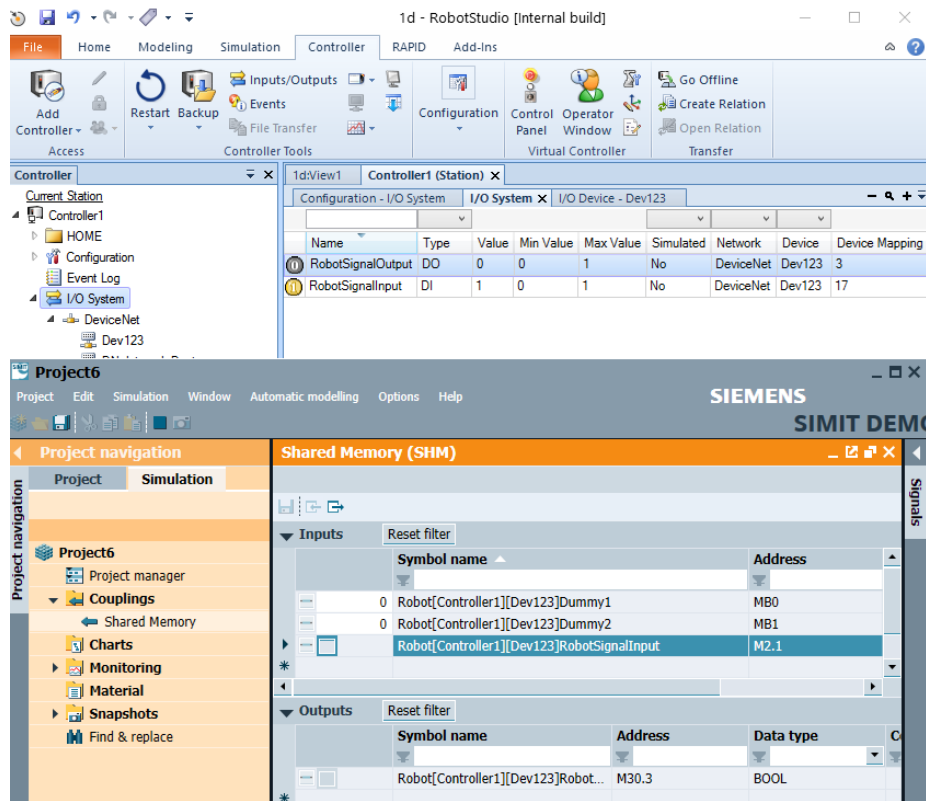 1d - RobotStudio [Internal build]
File Home Modeling Simulation Controller RAPID Add-Ins
Add Controller Restart Backup Inputs/Outputs Events File Transfer Configuration Control Panel Operator Window Go Offline Create Relation Open Relation
Access Controller Tools Virtual Controller Transfer
Controller 1d:View1 Controller1 (Station)
Current Station Configuration - I/O System I/O System I/O Device - Dev123
Controller1
HOME
Configuration
Event Log
I/O System
DeviceNet
Dev123
Name Type Value Min Value Max Value Simulated Network Device Device Mapping
RobotSignalOutput DO 0 0 1 No DeviceNet Dev123 3
RobotSignalInput DI 1 0 1 No DeviceNet Dev123 17
Project6
Project Edit Simulation Window Automatic modelling Options Help SIEMENS
SIMIT DEMO
Project navigation Shared Memory (SHM)
Project Simulation
Project navigation
Signals
Project6
Project manager
Couplings
Shared Memory
Charts
Monitoring
Material
Snapshots
Find & replace
Inputs Reset filter
Symbol name Address
0 Robot[Controller1][Dev123]Dummy1 MB0
0 Robot[Controller1][Dev123]Dummy2 MB1
Robot[Controller1][Dev123]RobotSignalInput M2.1
Outputs Reset filter
Symbol name Address Data type
Robot[Controller1][Dev123]Robot... M30.3 BOOL